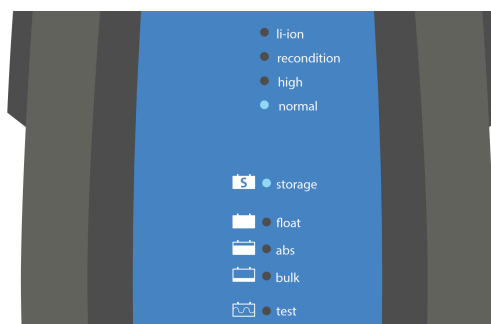 li-ion
recondition
high
normal
S storage
float
abs
bulk
test